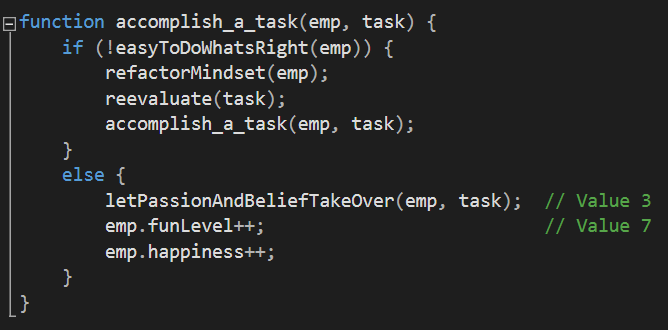 function accomplish_a_task(emp, task) {
    if (!easyToDoWhatsRight(emp)) {
        refactorMindset(emp);
        reevaluate(task);
        accomplish_a_task(emp, task);
    }
    else {
        letPassionAndBeliefTakeOver(emp, task);  // Value 3
        emp.funLevel++;                          // Value 7
        emp.happiness++;
    }
}